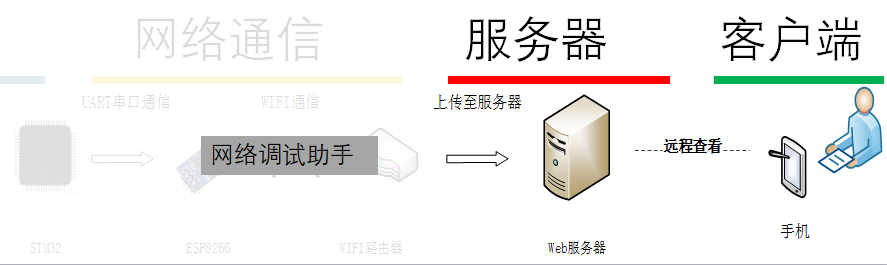 网络通信
服务器
客户端
UART串口通信
WIFI通信
上传至服务器
网络调试助手
远程查看
手机
STM32
ESP8266
WIFI路由器
Web服务器